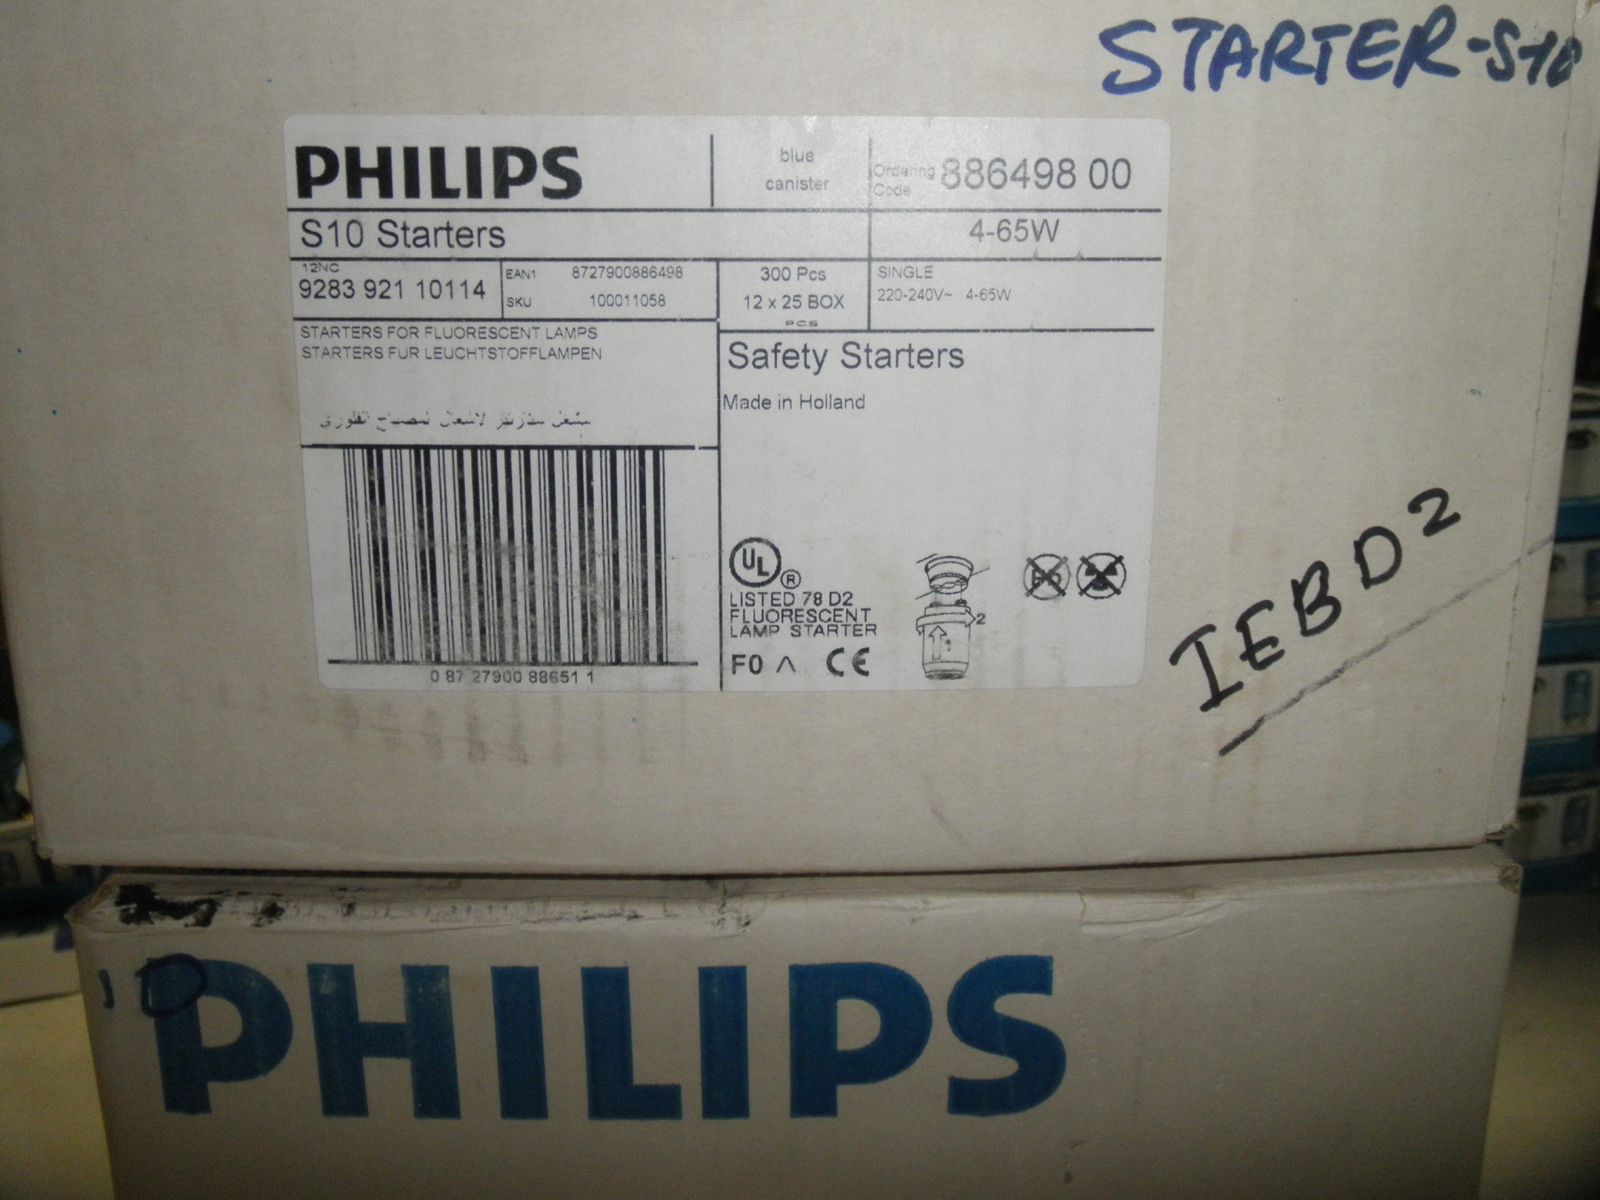 STARTER-S10
PHILIPS
blue
canister
Ordering
Code 886498 00
S10 Starters
4-65W
12NC
9283 921 10114
EAN1 8727900886498
SKU 100011058
300 Pcs
12 x 25 BOX
PCS
SINGLE
220-240V~ 4-65W
STARTERS FOR FLUORESCENT LAMPS
STARTERS FUR LEUCHTSTOFFLAMPEN
Safety Starters
Made in Holland
0 87 27900 88651 1
UL ®
LISTED 78 D2
FLUORESCENT
LAMP STARTER
F0 CE
2
IEBD2
10
PHILIPS